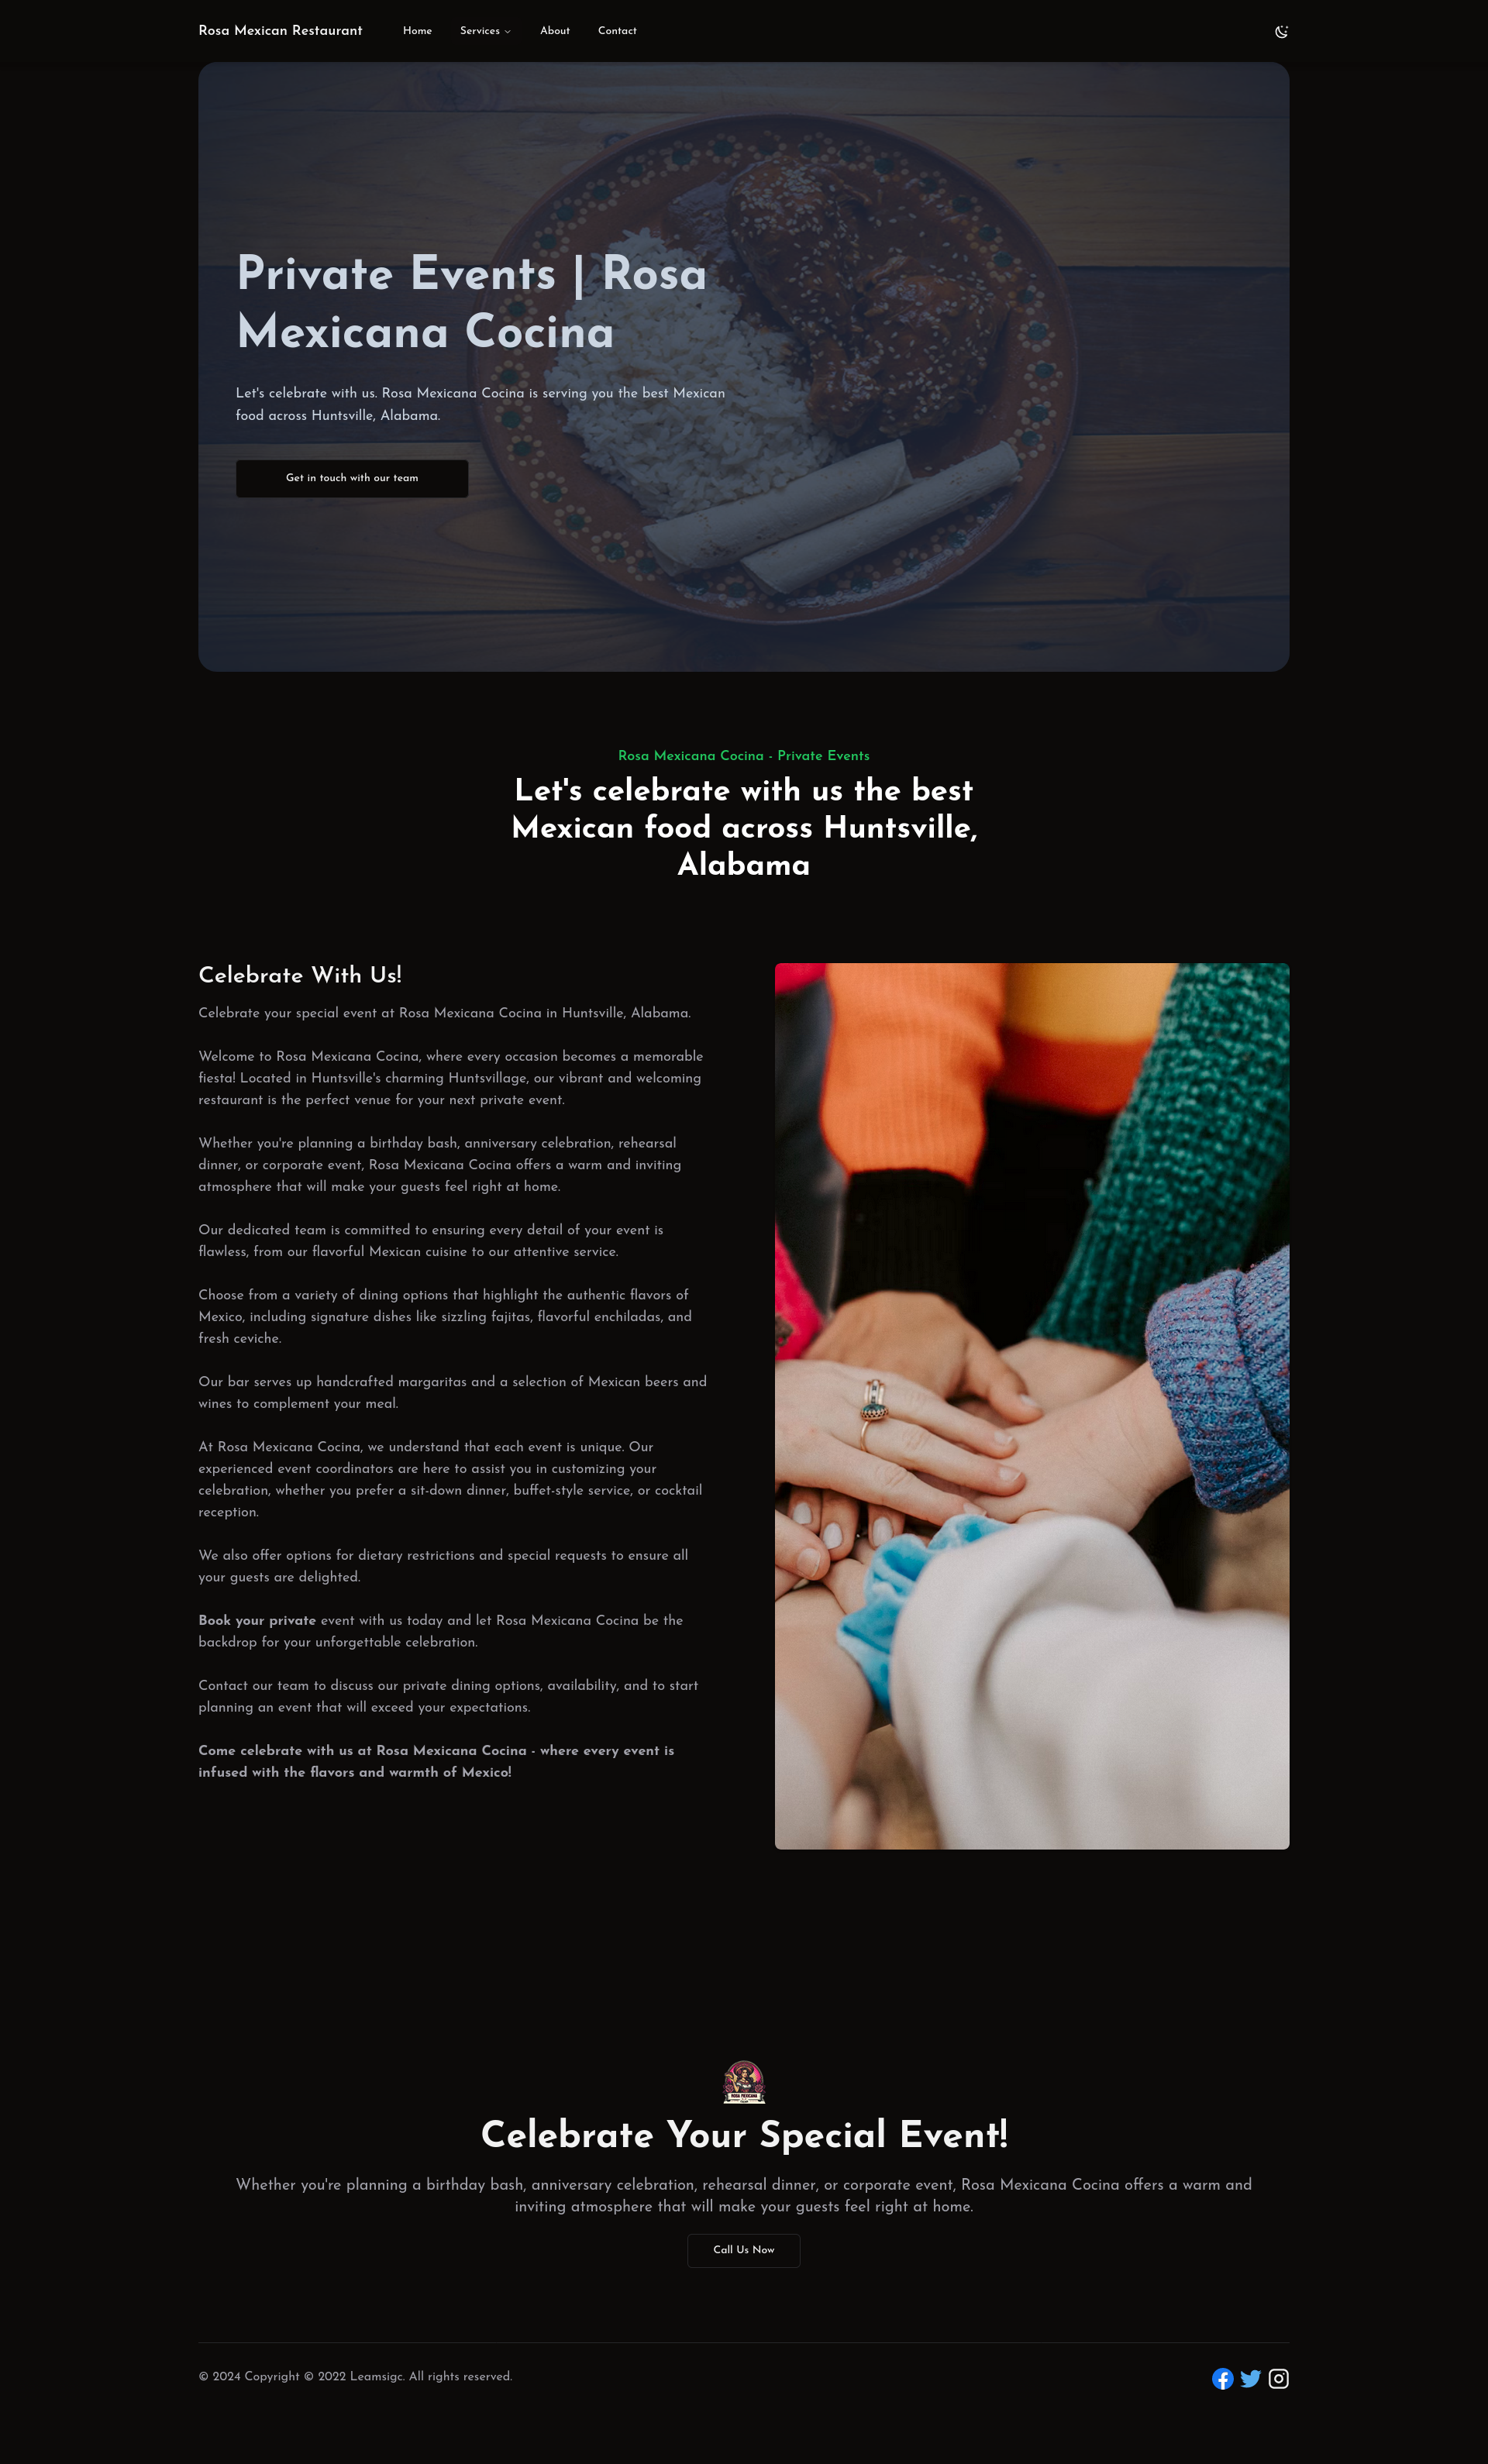 Rosa Mexican Restaurant
Home
Services
About
Contact
Private Events | Rosa
Mexicana Cocina
Let's celebrate with us. Rosa Mexicana Cocina is serving you the best Mexican
food across Huntsville, Alabama.
Get in touch with our team
Rosa Mexicana Cocina - Private Events
Let's celebrate with us the best
Mexican food across Huntsville,
Alabama
Celebrate With Us!
Celebrate your special event at Rosa Mexicana Cocina in Huntsville, Alabama.
Welcome to Rosa Mexicana Cocina, where every occasion becomes a memorable
fiesta! Located in Huntsville's charming Huntsvillage, our vibrant and welcoming
restaurant is the perfect venue for your next private event.
Whether you're planning a birthday bash, anniversary celebration, rehearsal
dinner, or corporate event, Rosa Mexicana Cocina offers a warm and inviting
atmosphere that will make your guests feel right at home.
Our dedicated team is committed to ensuring every detail of your event is
flawless, from our flavorful Mexican cuisine to our attentive service.
Choose from a variety of dining options that highlight the authentic flavors of
Mexico, including signature dishes like sizzling fajitas, flavorful enchiladas, and
fresh ceviche.
Our bar serves up handcrafted margaritas and a selection of Mexican beers and
wines to complement your meal.
At Rosa Mexicana Cocina, we understand that each event is unique. Our
experienced event coordinators are here to assist you in customizing your
celebration, whether you prefer a sit-down dinner, buffet-style service, or cocktail
reception.
We also offer options for dietary restrictions and special requests to ensure all
your guests are delighted.
Book your private event with us today and let Rosa Mexicana Cocina be the
backdrop for your unforgettable celebration.
Contact our team to discuss our private dining options, availability, and to start
planning an event that will exceed your expectations.
Come celebrate with us at Rosa Mexicana Cocina - where every event is
infused with the flavors and warmth of Mexico!
ROSA MEXICANA
Celebrate Your Special Event!
Whether you're planning a birthday bash, anniversary celebration, rehearsal dinner, or corporate event, Rosa Mexicana Cocina offers a warm and
inviting atmosphere that will make your guests feel right at home.
Call Us Now
© 2024 Copyright © 2022 Leamsigc. All rights reserved.